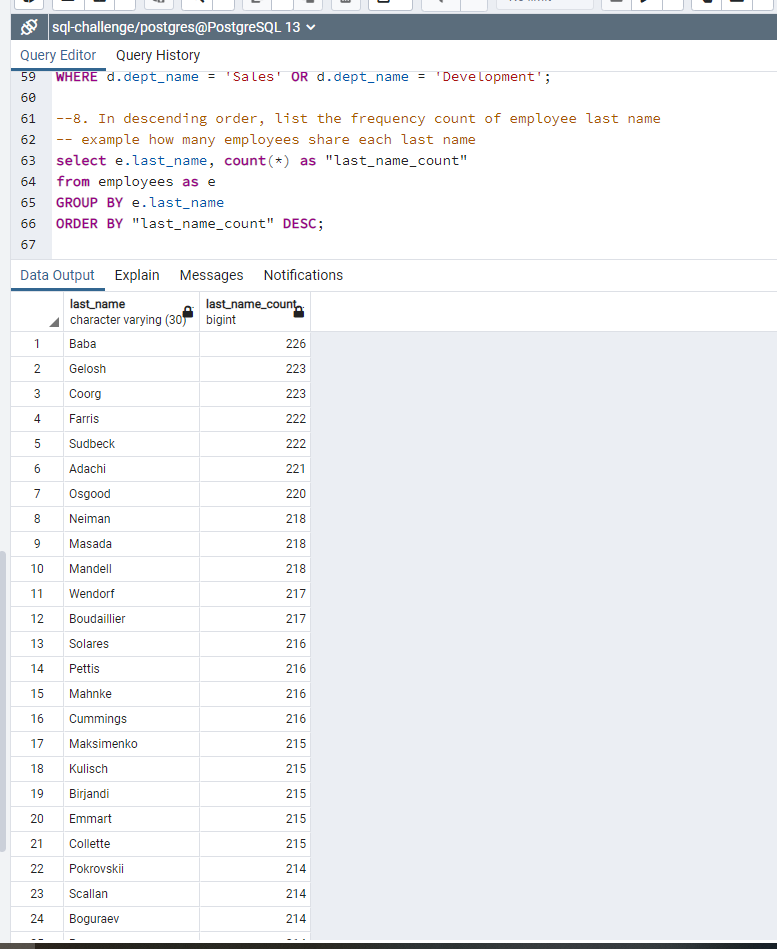 sql-challenge/postgres@PostgreSQL 13
Query Editor Query History
59 WHERE d.dept_name = 'Sales' OR d.dept_name = 'Development';
60
61 --8. In descending order, list the frequency count of employee last name
62 -- example how many employees share each last name
63 select e.last_name, count(*) as "last_name_count"
64 from employees as e
65 GROUP BY e.last_name
66 ORDER BY "last_name_count" DESC;
67
Data Output Explain Messages Notifications
last_name last_name_count
character varying (30) bigint
1 Baba 226
2 Gelosh 223
3 Coorg 223
4 Farris 222
5 Sudbeck 222
6 Adachi 221
7 Osgood 220
8 Neiman 218
9 Masada 218
10 Mandell 218
11 Wendorf 217
12 Boudaillier 217
13 Solares 216
14 Pettis 216
15 Mahnke 216
16 Cummings 216
17 Maksimenko 215
18 Kulisch 215
19 Birjandi 215
20 Emmart 215
21 Collette 215
22 Pokrovskii 214
23 Scallan 214
24 Boguraev 214